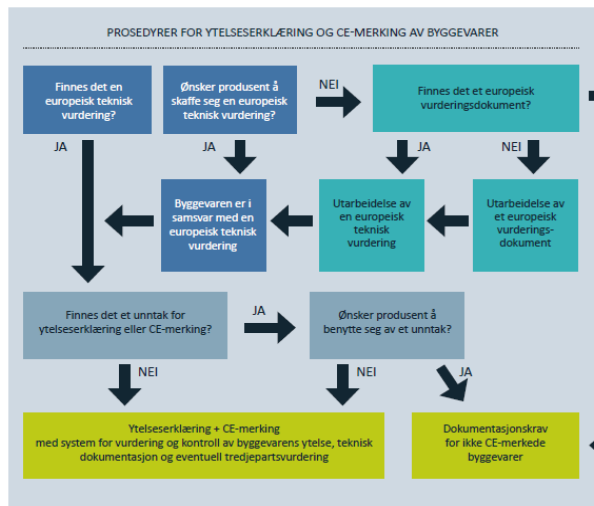 PROSEDYRER FOR YTELSESERKLÆRING OG CE-MERKING AV BYGGEVARER
Finnes det en
europeisk teknisk
vurdering?
Ønsker produsent å
skaffe seg en europeisk
teknisk vurdering?
NEI
Finnes det et europeisk
vurderingsdokument?
JA
JA
JA
NEI
Byggevaren er i
samsvar med en
europeisk teknisk
vurdering
Utarbeidelse av
en europeisk
teknisk
vurdering
Utarbeidelse av
et europeisk
vurderings-
dokument
Finnes det et unntak for
ytelseserklæring eller CE-merking?
JA
Ønsker produsent å
benytte seg av et unntak?
NEI
NEI
JA
Ytelseserklæring + CE-merking
med system for vurdering og kontroll av byggevarens ytelse, teknisk
dokumentasjon og eventuell tredjepartsvurdering
Dokumentasjonskrav
for ikke CE-merkede
byggevarer